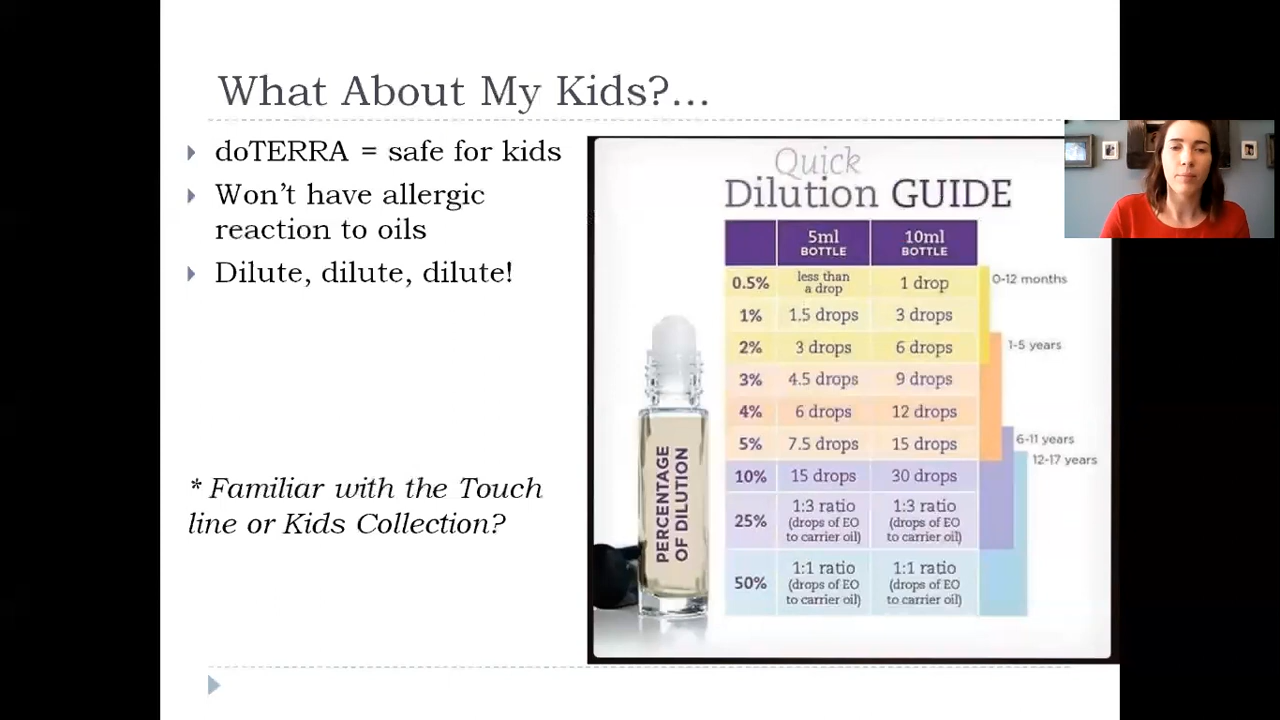 What About My Kids?...
doTERRA = safe for kids
Won't have allergic
reaction to oils
Dilute, dilute, dilute!
* Familiar with the Touch
line or Kids Collection?
Quick
Dilution GUIDE
5ml BOTTLE 10ml BOTTLE
0.5% less than a drop 1 drop 0-12 months
1% 1.5 drops 3 drops
2% 3 drops 6 drops 1-5 years
3% 4.5 drops 9 drops
4% 6 drops 12 drops
5% 7.5 drops 15 drops 6-11 years
12-17 years
10% 15 drops 30 drops
25% 1:3 ratio (drops of EO to carrier oil) 1:3 ratio (drops of EO to carrier oil)
50% 1:1 ratio (drops of EO to carrier oil) 1:1 ratio (drops of EO to carrier oil)
PERCENTAGE
OF DILUTION